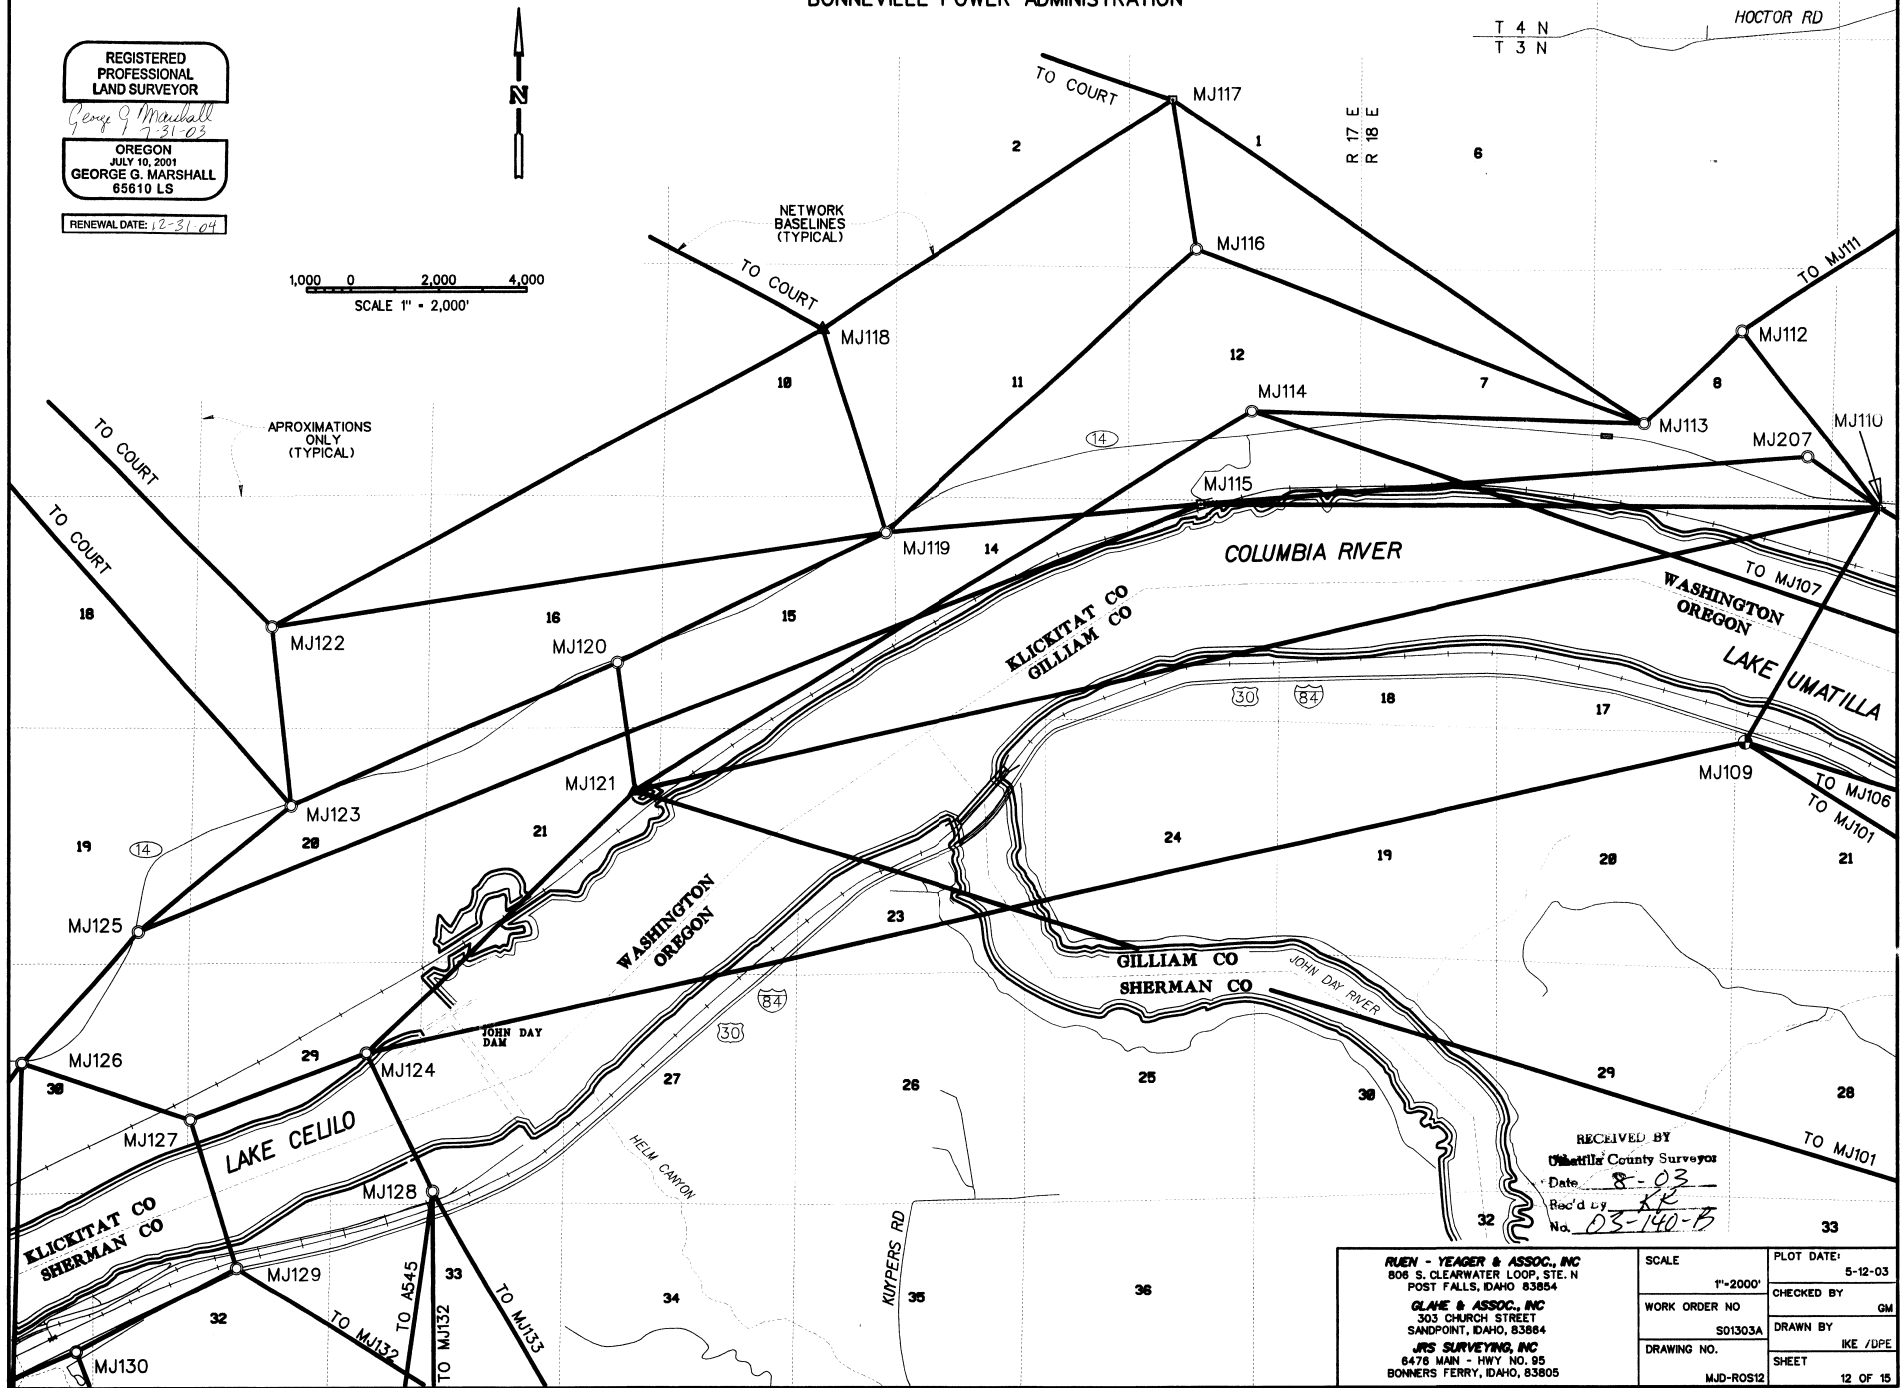 BONNEVILLE POWER ADMINISTRATION
HOCTOR RD
T 4 N
T 3 N
REGISTERED
PROFESSIONAL
LAND SURVEYOR
George G Marshall
7-31-03
OREGON
JULY 10, 2001
GEORGE G. MARSHALL
65610 LS
RENEWAL DATE: 12-31-04
N
1,000 0 2,000 4,000
SCALE 1" = 2,000'
TO COURT
MJ117
R 17 E
R 18 E
2
1
6
NETWORK
BASELINES
(TYPICAL)
TO COURT
MJ116
TO MJ111
MJ118
MJ112
10
11
12
7
8
MJ114
MJ113
MJ110
APROXIMATIONS
ONLY
(TYPICAL)
TO COURT
14
MJ207
MJ115
TO COURT
MJ119
14
COLUMBIA RIVER
TO MJ107
WASHINGTON
OREGON
18
16
15
KLICKITAT CO
GILLIAM CO
MJ122
MJ120
LAKE UMATILLA
30
84
18
17
MJ121
MJ109
TO MJ106
TO MJ101
MJ123
19
14
20
21
24
19
20
21
MJ125
WASHINGTON
OREGON
23
GILLIAM CO
SHERMAN CO
JOHN DAY RIVER
84
30
JOHN DAY
DAM
MJ126
29
MJ124
30
27
26
25
30
29
28
MJ127
LAKE CELILO
HELM CANYON
TO MJ101
RECEIVED BY
Umatilla County Surveyor
Date 8-03
Rec'd by KK
No. 03-140-B
MJ128
KLICKITAT CO
SHERMAN CO
KUYPERS RD
32
33
MJ129
33
34
35
36
32
TO MJ132
TO A545
TO MJ132
TO MJ133
MJ130
RUEN - YEAGER & ASSOC., INC
806 S. CLEARWATER LOOP, STE. N
POST FALLS, IDAHO 83854
GLAHE & ASSOC., INC
303 CHURCH STREET
SANDPOINT, IDAHO, 83864
JRS SURVEYING, INC
6476 MAIN - HWY NO. 95
BONNERS FERRY, IDAHO, 83805
SCALE
1"=2000'
WORK ORDER NO
S01303A
DRAWING NO.
MJD-ROS12
PLOT DATE:
5-12-03
CHECKED BY
GM
DRAWN BY
IKE /DPE
SHEET
12 OF 15